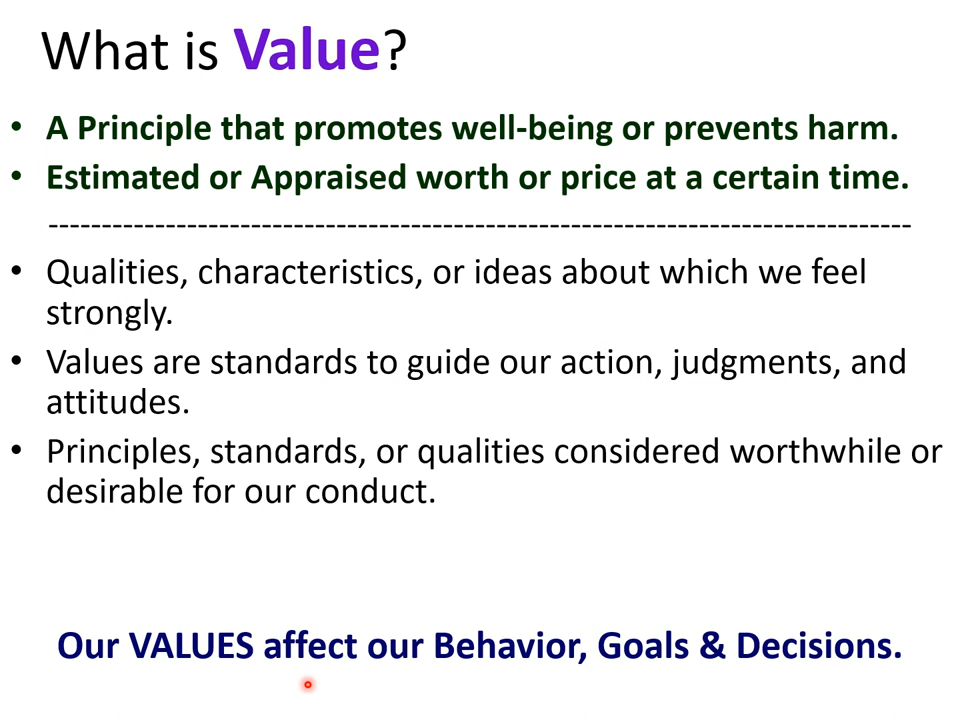 What is Value?
• A Principle that promotes well-being or prevents harm.
• Estimated or Appraised worth or price at a certain time.
--------------------------------------------------------------------------------
• Qualities, characteristics, or ideas about which we feel
strongly.
• Values are standards to guide our action, judgments, and
attitudes.
• Principles, standards, or qualities considered worthwhile or
desirable for our conduct.
Our VALUES affect our Behavior, Goals & Decisions.